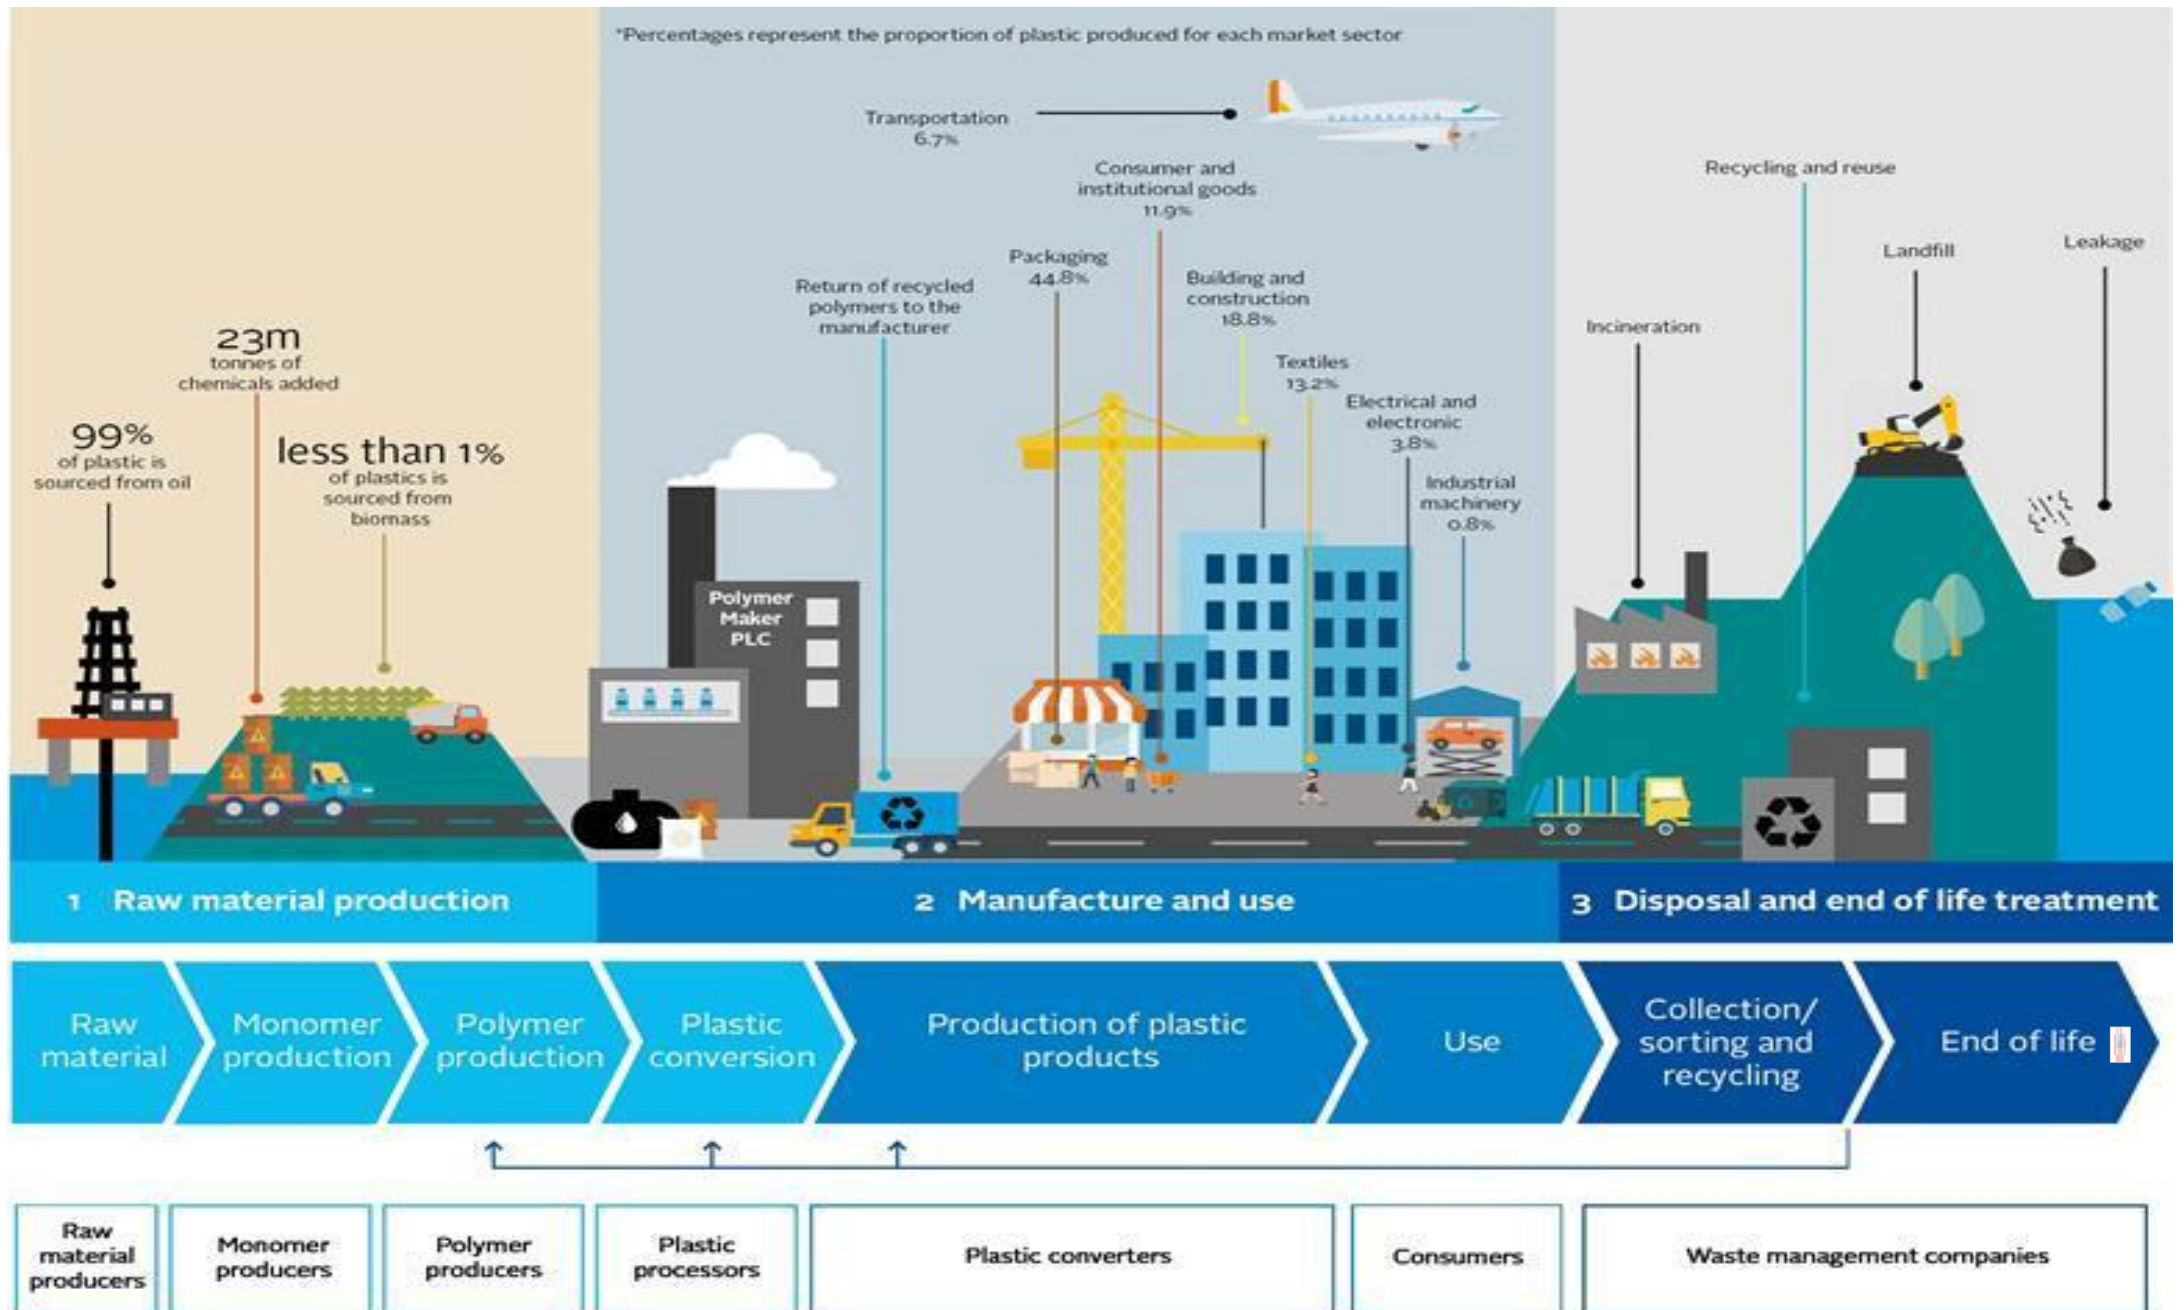 *Percentages represent the proportion of plastic produced for each market sector
Transportation
6.7%
Consumer and
institutional goods
11.9%
Recycling and reuse
Packaging
44.8%
Building and
construction
18.8%
Return of recycled
polymers to the
manufacturer
Landfill
Leakage
Incineration
Textiles
13.2%
Electrical and
electronic
3.8%
Industrial
machinery
0.8%
23m
tonnes of
chemicals added
99%
of plastic is
sourced from oil
less than 1%
of plastics is
sourced from
biomass
Polymer
Maker
PLC
1 Raw material production
2 Manufacture and use
3 Disposal and end of life treatment
Raw
material
Monomer
production
Polymer
production
Plastic
conversion
Production of plastic
products
Use
Collection/
sorting and
recycling
End of life
Raw
material
producers
Monomer
producers
Polymer
producers
Plastic
processors
Plastic converters
Consumers
Waste management companies